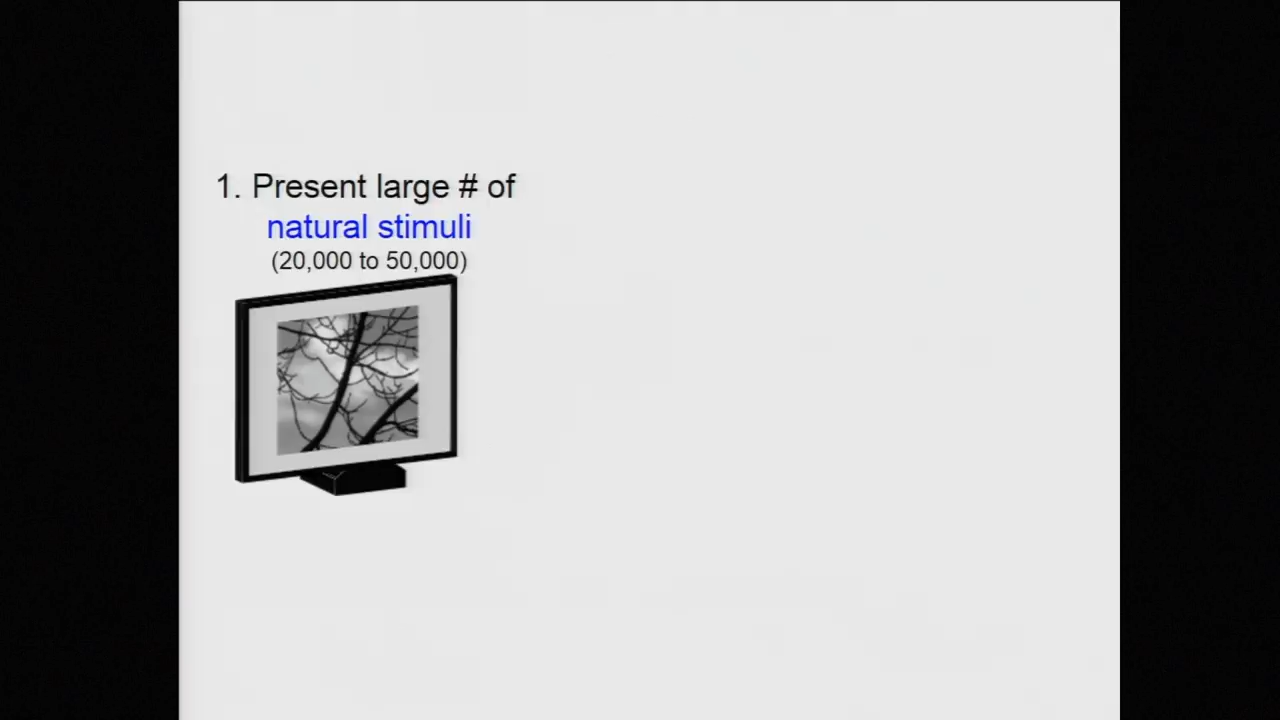 1. Present large # of
natural stimuli
(20,000 to 50,000)